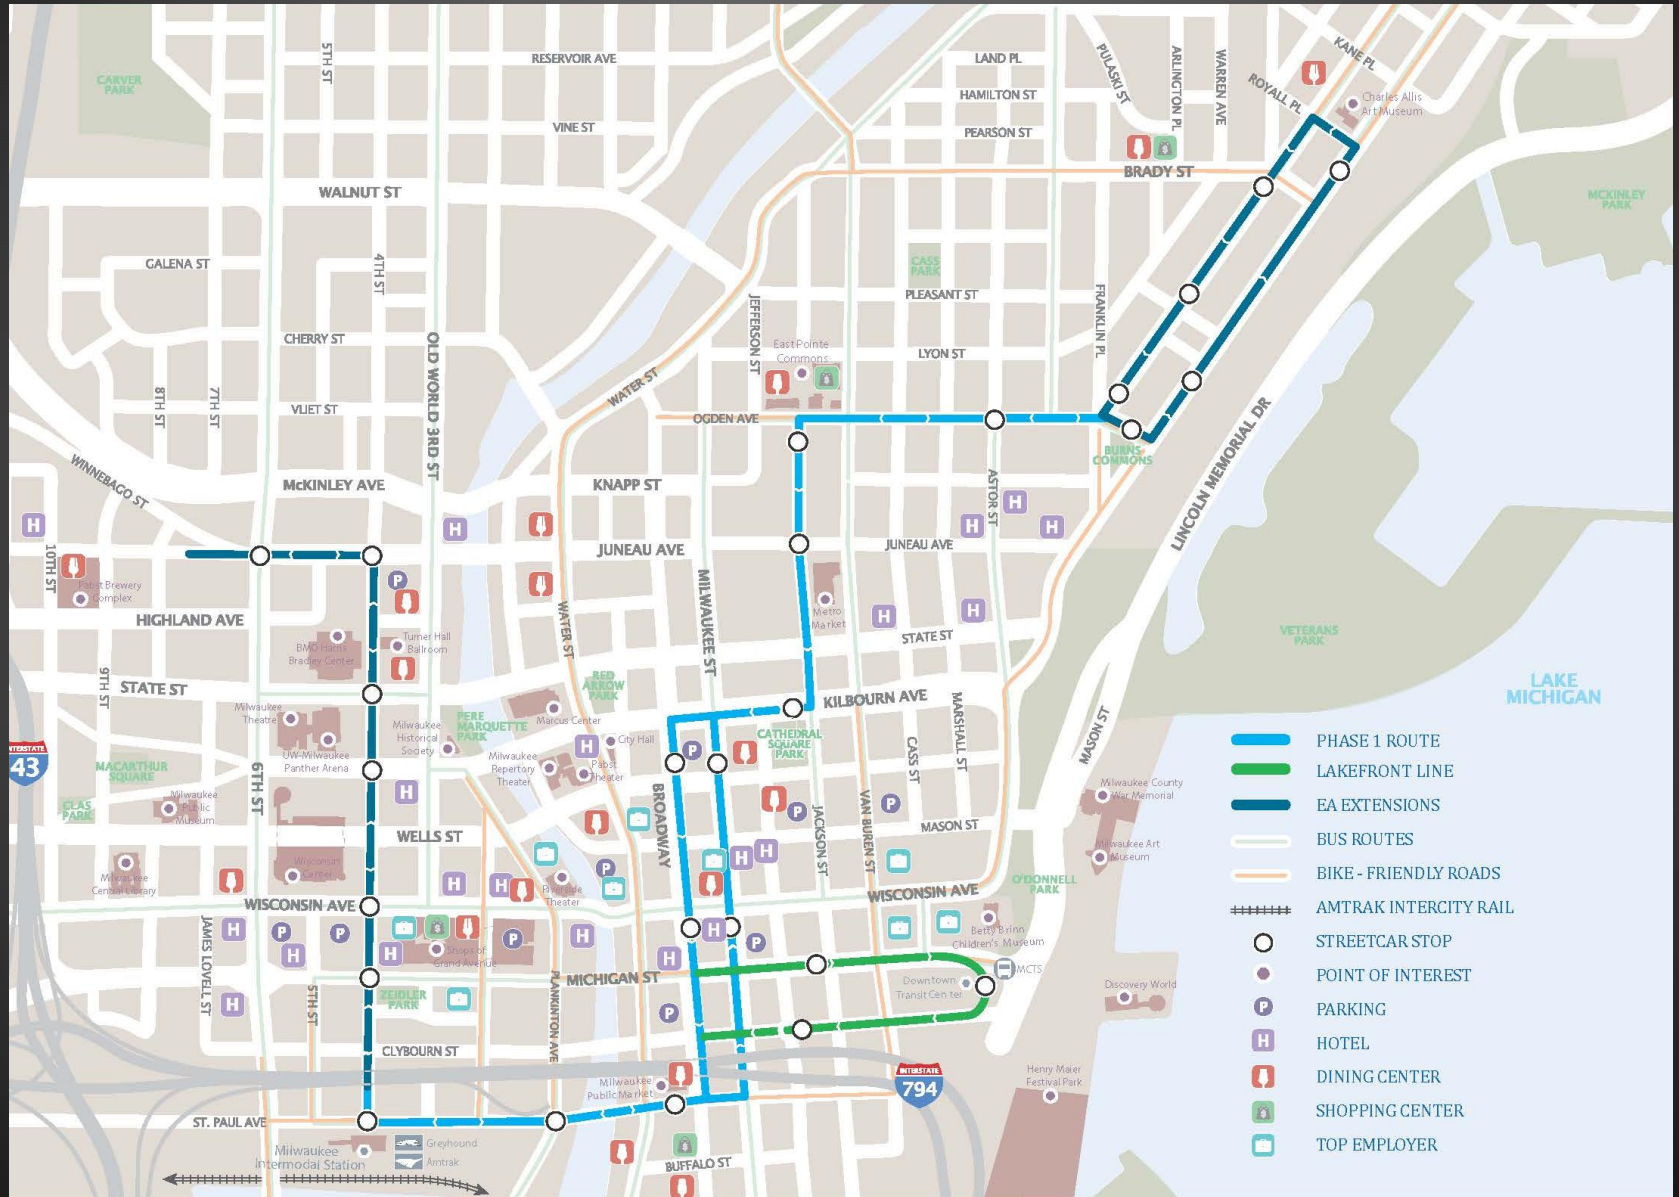 5TH ST
RESERVOIR AVE
LAND PL
PULASKI ST
ARLINGTON PL
WARREN AVE
KANE PL
ROYALL PL
CARVER
PARK
HAMILTON ST
Charles Allis
Art Museum
VINE ST
PEARSON ST
BRADY ST
WALNUT ST
MCKINLEY
PARK
GALENA ST
4TH ST
CASS
PARK
PLEASANT ST
JEFFERSON ST
FRANKLIN PL
CHERRY ST
OLD WORLD 3RD ST
East Pointe
Commons
LYON ST
WATER ST
8TH ST
7TH ST
VLIET ST
OGDEN AVE
BURNS
COMMONS
LINCOLN MEMORIAL DR
WINNEBAGO ST
McKINLEY AVE
KNAPP ST
ASTOR ST
H
H
H
H
H
10TH ST
JUNEAU AVE
JUNEAU AVE
Pabst Brewery
Complex
P
MILWAUKEE ST
WATER ST
Metro
Market
H
H
HIGHLAND AVE
BMO Harris
Bradley Center
Turner Hall
Ballroom
STATE ST
VETERANS
PARK
9TH ST
STATE ST
RED
ARROW
PARK
KILBOURN AVE
LAKE
MICHIGAN
Milwaukee
Theatre
Milwaukee
Historical
Society
PERE
MARQUETTE
PARK
Marcus Center
MARSHALL ST
MASON ST
UW-Milwaukee
Panther Arena
H
City Hall
P
CATHEDRAL
SQUARE
PARK
CASS ST
INTERSTATE
43
MACARTHUR
SQUARE
6TH ST
Milwaukee
Repertory
Theater
Pabst
Theater
CLAS
PARK
Milwaukee
Public
Museum
H
BROADWAY
P
JACKSON ST
VAN BUREN ST
P
Milwaukee County
War Memorial
WELLS ST
MASON ST
Milwaukee Art
Museum
Milwaukee
Central Library
Wisconsin
Center
H
H
P
H
H
Riverside
Theater
O'DONNELL
PARK
WISCONSIN AVE
WISCONSIN AVE
JAMES LOVELL ST
H
P
P
H
H
Shops of
Grand Avenue
P
H
H
H
P
Betty Brinn
Children's Museum
MICHIGAN ST
MCTS
Downtown
Transit Center
Discovery World
5TH ST
H
ZEIDLER
PARK
PLANKINTON AVE
P
CLYBOURN ST
INTERSTATE
794
Henry Maier
Festival Park
Milwaukee
Public Market
ST. PAUL AVE
Milwaukee
Intermodal Station
Greyhound
Amtrak
BUFFALO ST
PHASE 1 ROUTE
LAKEFRONT LINE
EA EXTENSIONS
BUS ROUTES
BIKE - FRIENDLY ROADS
AMTRAK INTERCITY RAIL
STREETCAR STOP
POINT OF INTEREST
P PARKING
H HOTEL
DINING CENTER
SHOPPING CENTER
TOP EMPLOYER